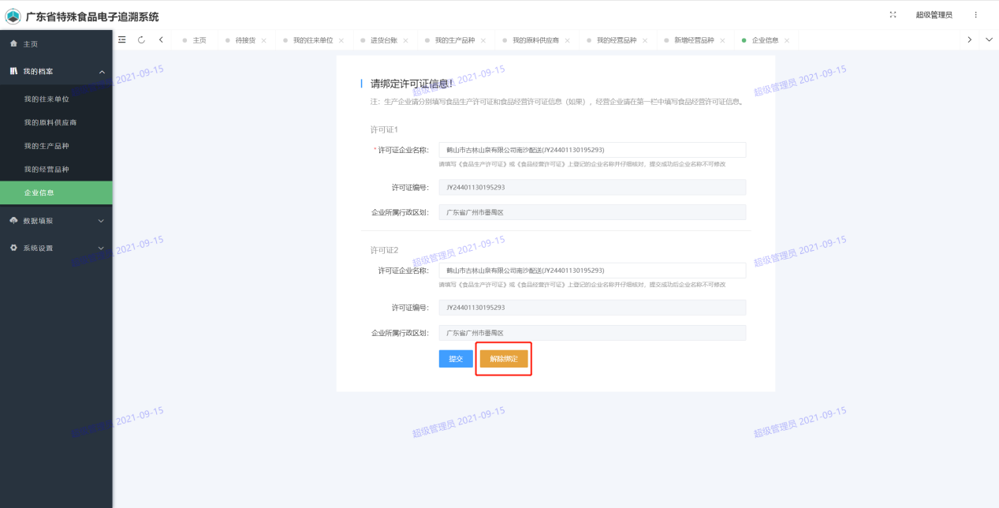 广东省特殊食品电子追溯系统
超级管理员
主页
待接货
我的往来单位
进货台账
我的生产品种
我的原料供应商
我的经营品种
新增经营品种
企业信息
主页
我的档案
我的往来单位
我的原料供应商
我的生产品种
我的经营品种
企业信息
数据填报
系统设置
请绑定许可证信息!
注：生产企业请分别填写食品生产许可证和食品经营许可证信息（如果），经营企业请在第一栏中填写食品经营许可证信息。
许可证1
* 许可证企业名称:
鹤山市古林山泉有限公司南沙配送(JY24401130195293)
请填写《食品生产许可证》或《食品经营许可证》上登记的企业名称并仔细核对，提交成功后企业名称不可修改
许可证编号:
JY24401130195293
企业所属行政区划:
广东省广州市番禺区
许可证2
许可证企业名称:
鹤山市古林山泉有限公司南沙配送(JY24401130195293)
请填写《食品生产许可证》或《食品经营许可证》上登记的企业名称并仔细核对，提交成功后企业名称不可修改
许可证编号:
JY24401130195293
企业所属行政区划:
广东省广州市番禺区
提交
解除绑定
超级管理员 2021-09-15
超级管理员 2021-09-15
超级管理员 2021-09-15
超级管理员 2021-09-15
超级管理员 2021-09-15
超级管理员 2021-09-15
超级管理员 2021-09-15
超级管理员 2021-09-15
超级管理员 2021-09-15